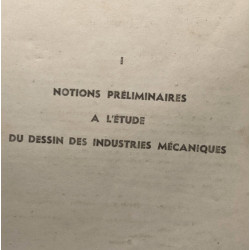 I
NOTIONS PRÉLIMINAIRES
A L'ÉTUDE
DU DESSIN DES INDUSTRIES MÉCANIQUES